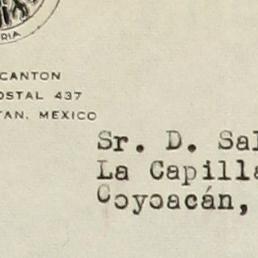 RIA
CANTON
OSTAL 437
TAN, MEXICO
Sr. D. Sal
La Capilla
Coyoacán,